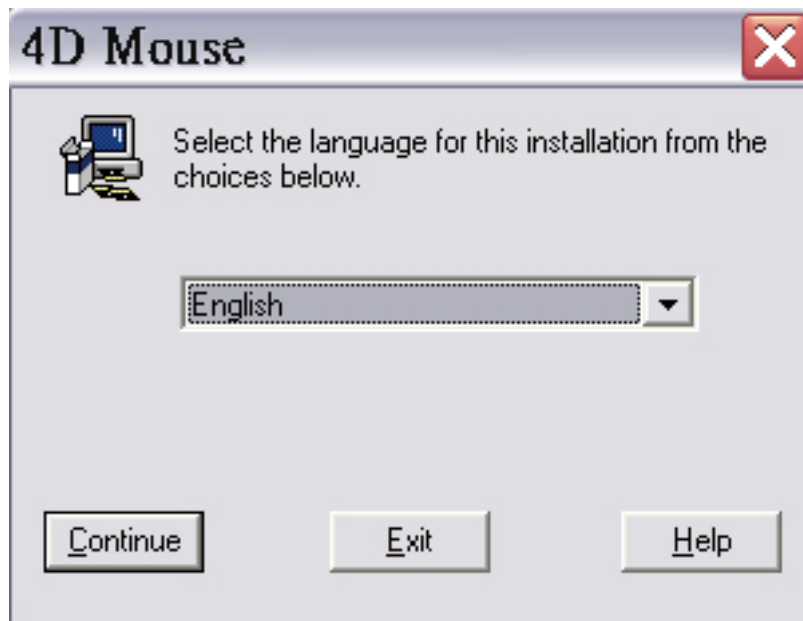 4D Mouse
Select the language for this installation from the
choices below.
English
Continue
Exit
Help